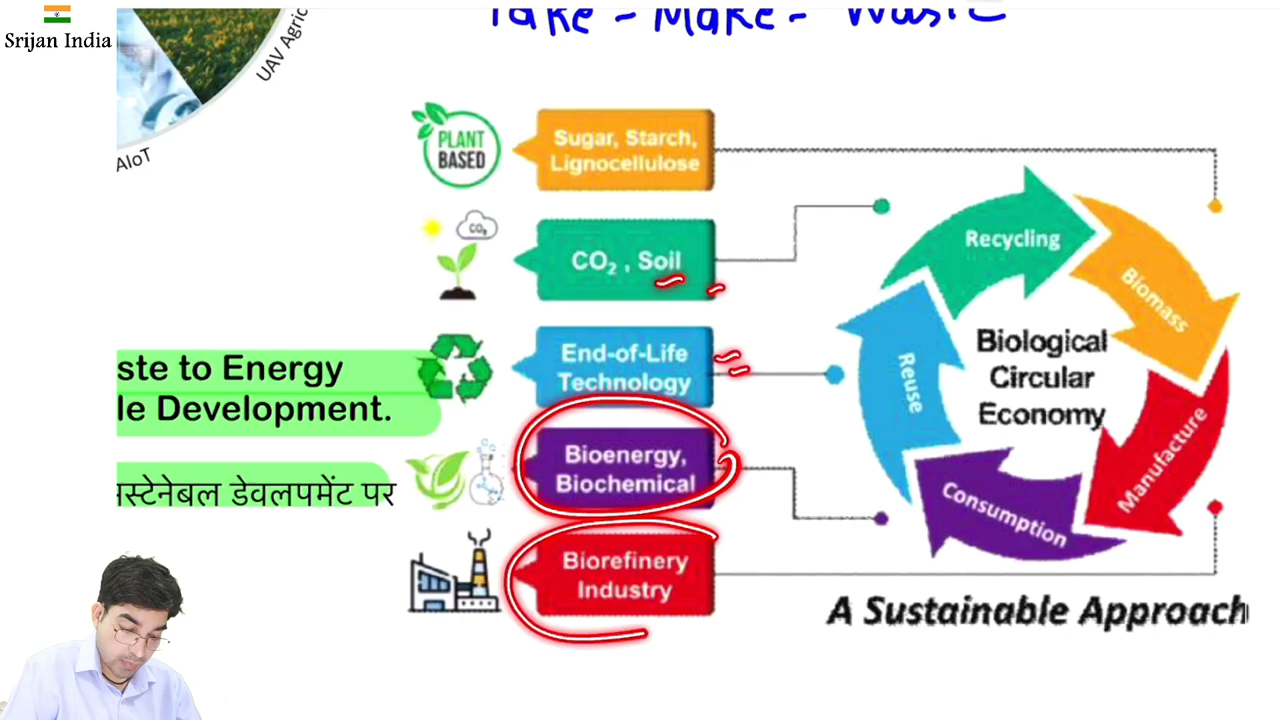 Take - Make - Waste
Srijan India
UAV Agric
AIoT
PLANT
BASED
Sugar, Starch,
Lignocellulose
CO₂
CO₂ , Soil
End-of-Life
Technology
Bioenergy,
Biochemical
Biorefinery
Industry
ste to Energy
le Development.
स्टेनेबल डेवलपमेंट पर
Recycling
Biomass
Manufacture
Consumption
Reuse
Biological
Circular
Economy
A Sustainable Approach